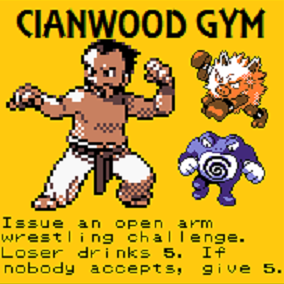 CIANWOOD GYM
Issue an open arm
wrestling challenge.
Loser drinks 5. If
nobody accepts, give 5.